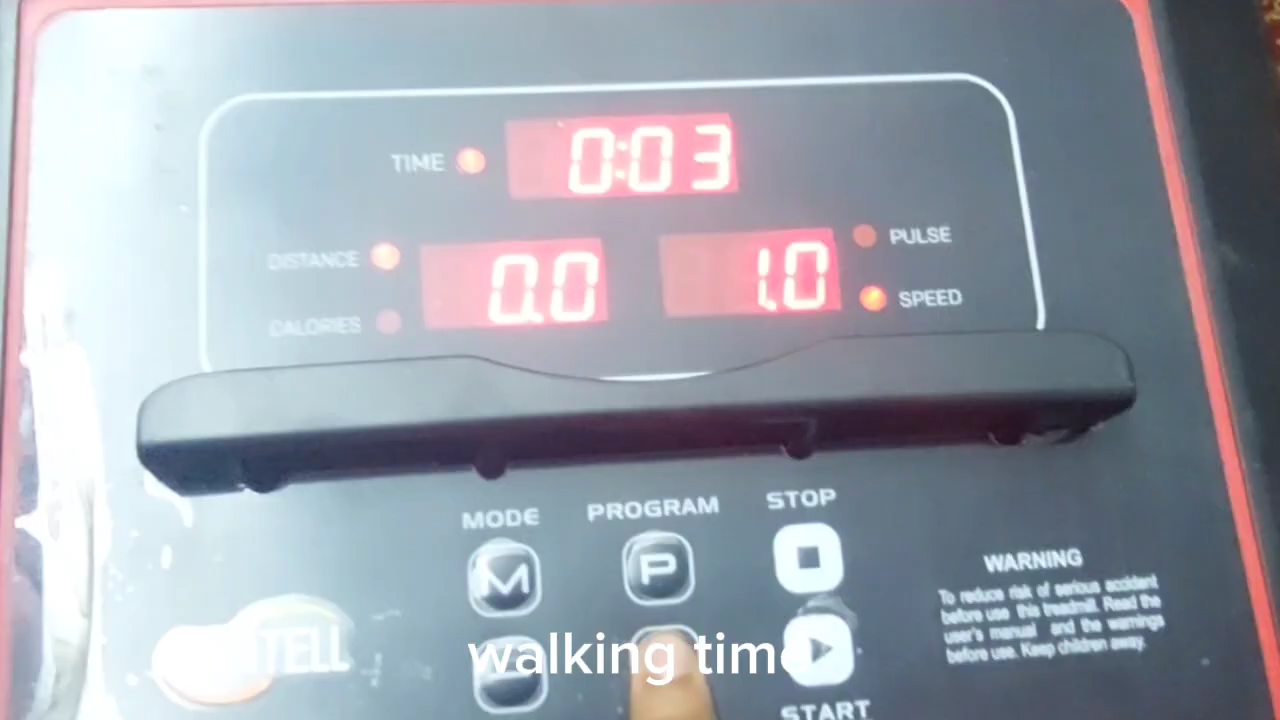 TIME 0:03
DISTANCE 0.0 1.0 PULSE
CALORIES SPEED
MODE PROGRAM STOP
M P
WARNING
To reduce risk of serious accident
before use this treadmill. Read the
user's manual and the warnings
before use. Keep children away.
TELL
walking time
START